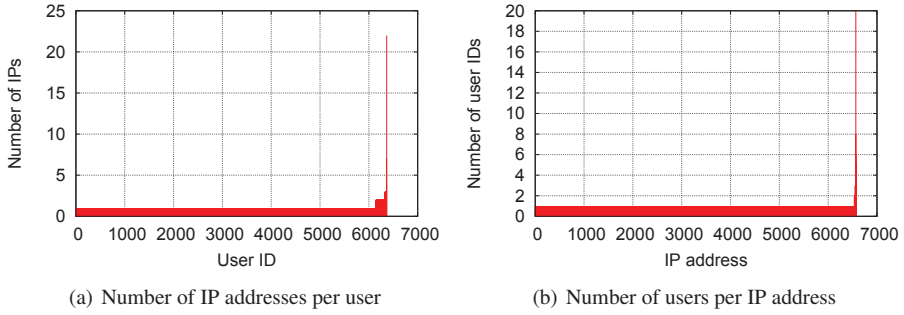 25
20
15
10
5
0
Number of IPs
0 1000 2000 3000 4000 5000 6000 7000
User ID
(a) Number of IP addresses per user
20
18
16
14
12
10
8
6
4
2
0
Number of user IDs
0 1000 2000 3000 4000 5000 6000 7000
IP address
(b) Number of users per IP address